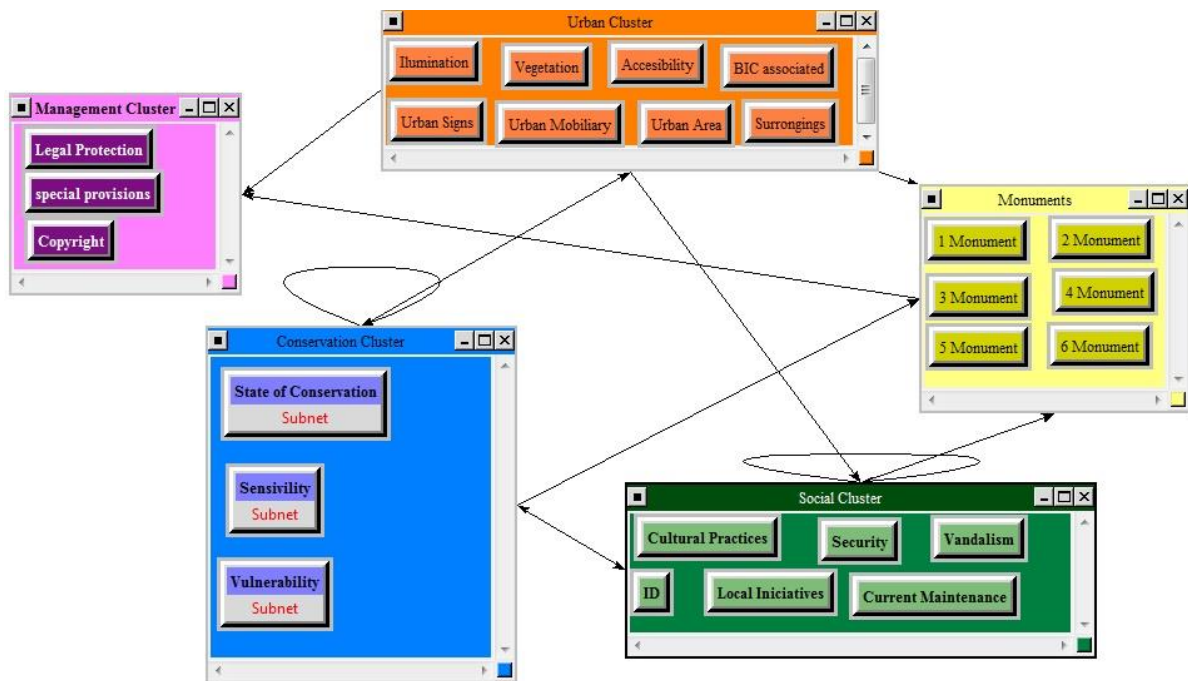 Urban Cluster
Ilumination
Vegetation
Accesibility
BIC associated
Urban Signs
Urban Mobiliary
Urban Area
Surrongings
Management Cluster
Legal Protection
special provisions
Copyright
Monuments
1 Monument
2 Monument
3 Monument
4 Monument
5 Monument
6 Monument
Conservation Cluster
State of Conservation
Subnet
Sensivility
Subnet
Vulnerability
Subnet
Social Cluster
Cultural Practices
Security
Vandalism
ID
Local Iniciatives
Current Maintenance